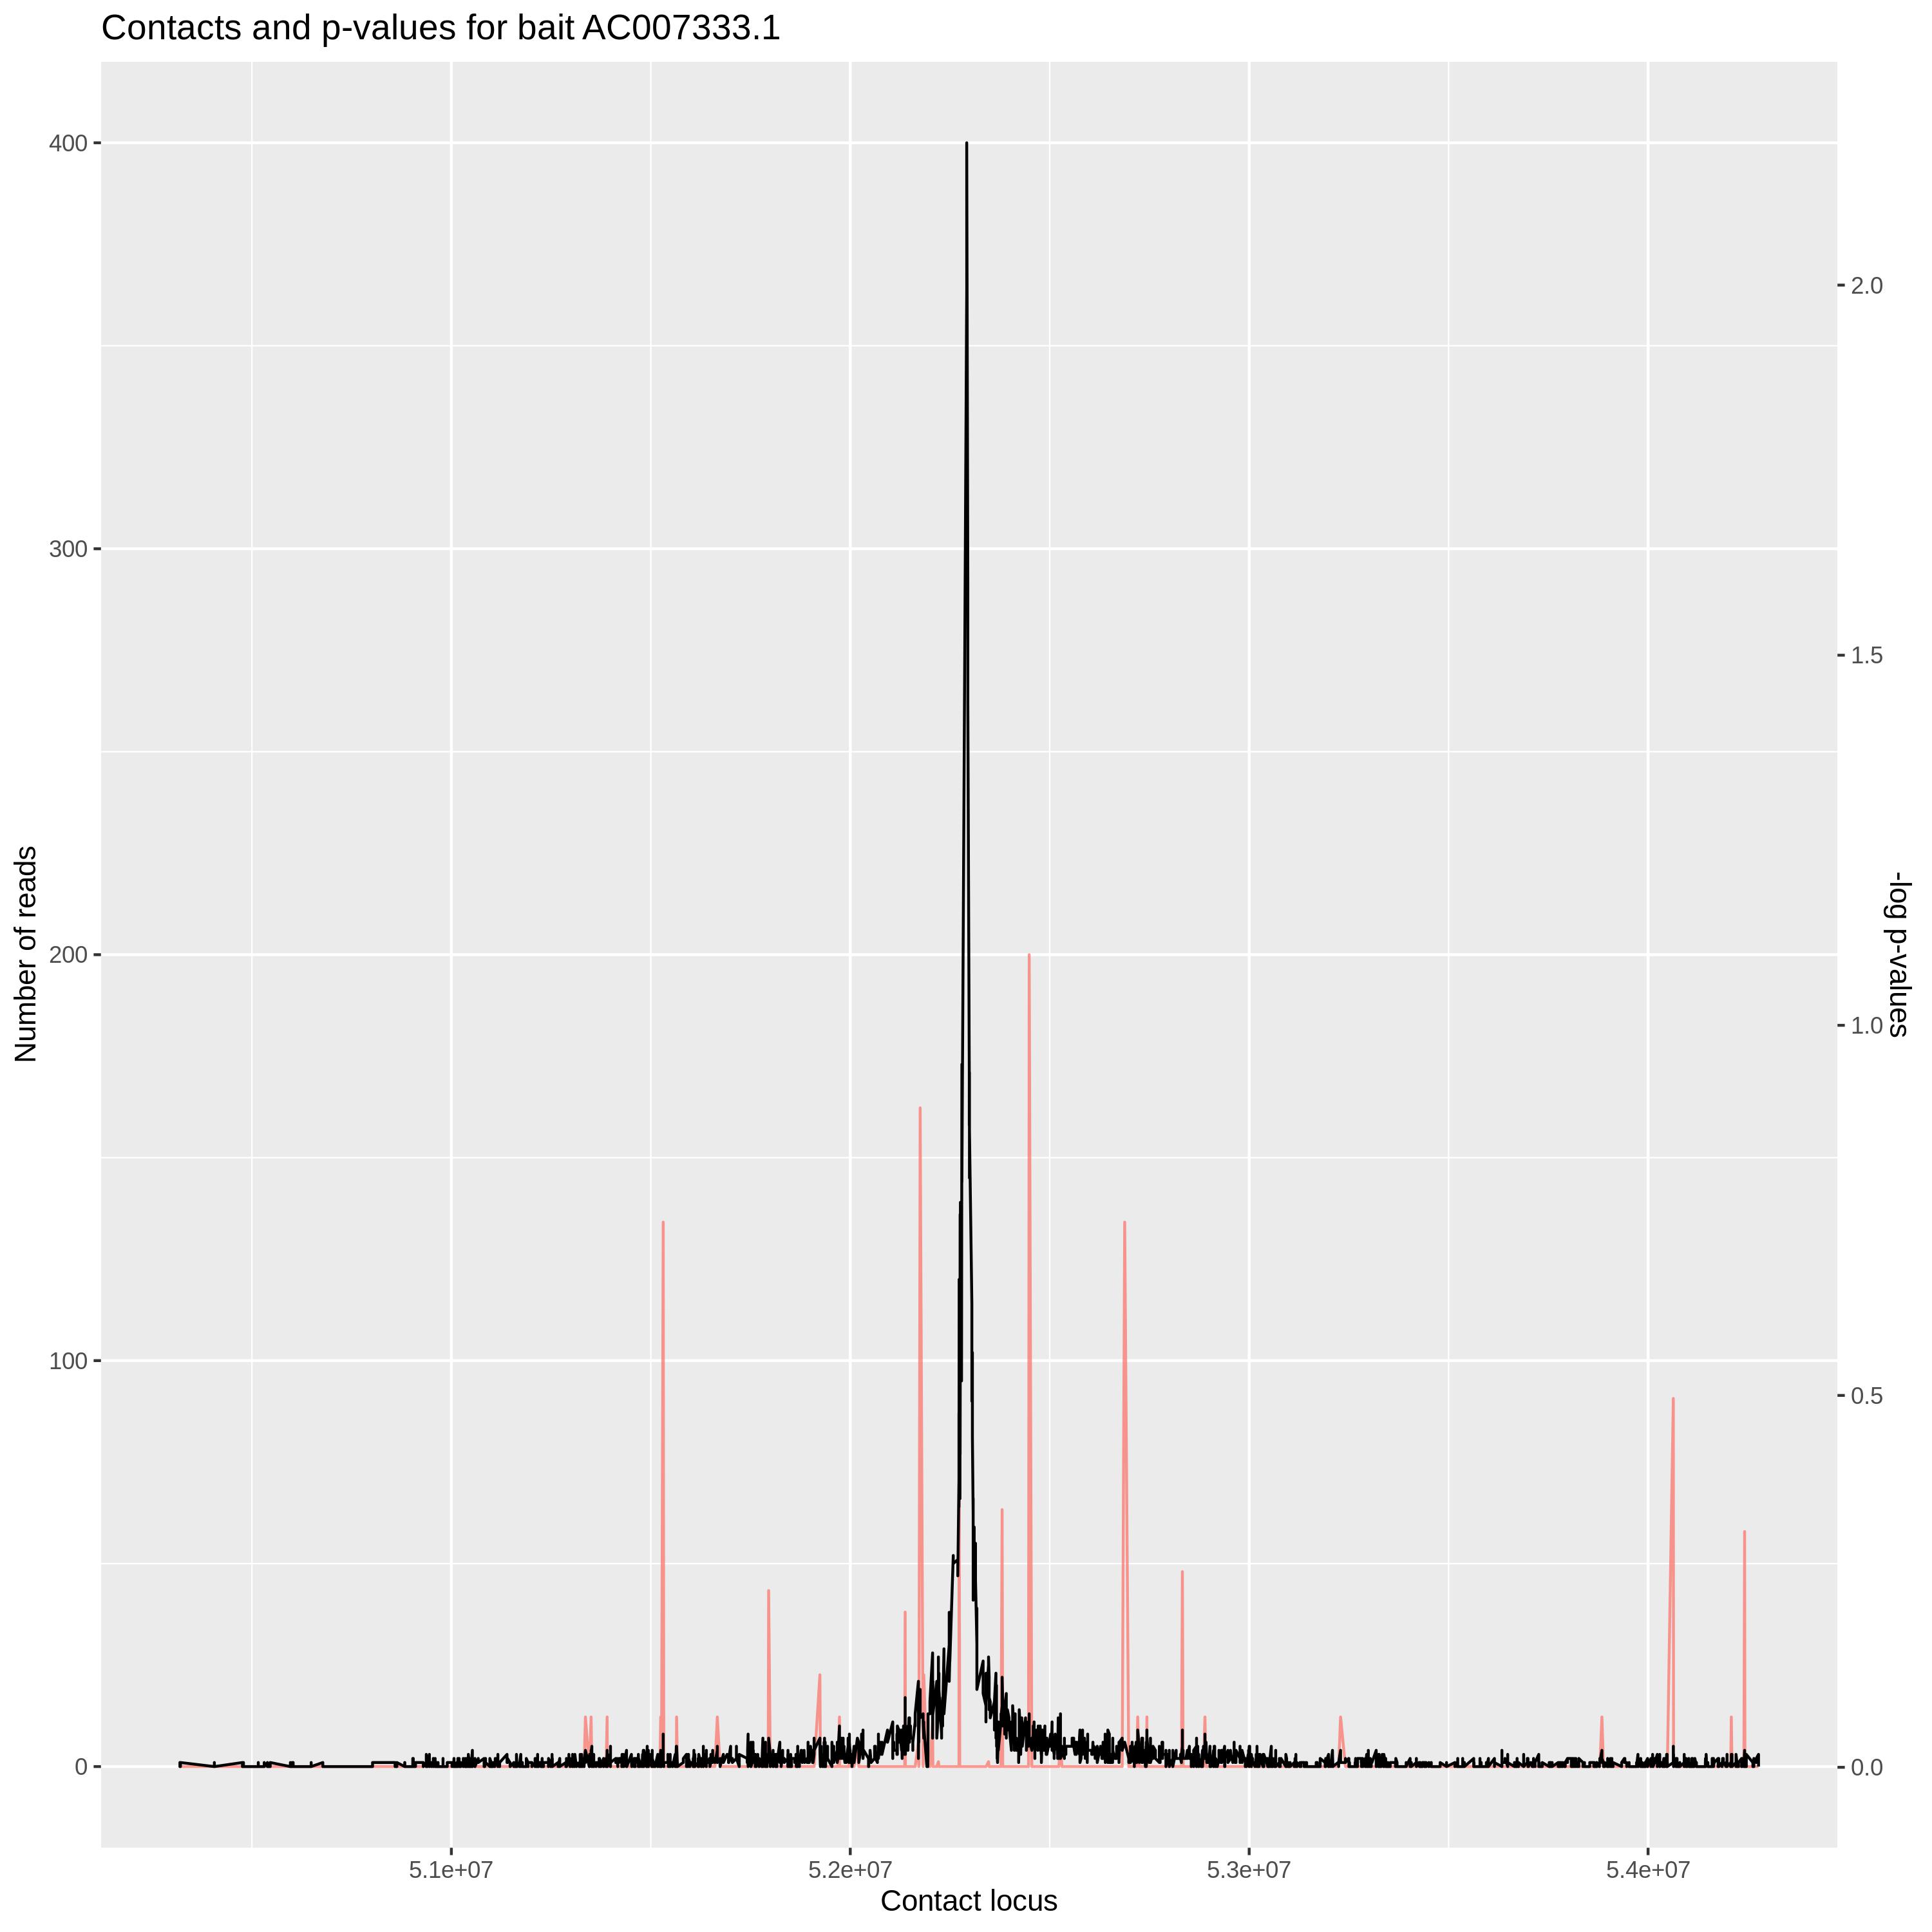 Contacts and p-values for bait AC007333.1
400
300
200
100
0
Number of reads
2.0
1.5
1.0
0.5
0.0
-log p-values
5.1e+07
5.2e+07
5.3e+07
5.4e+07
Contact locus